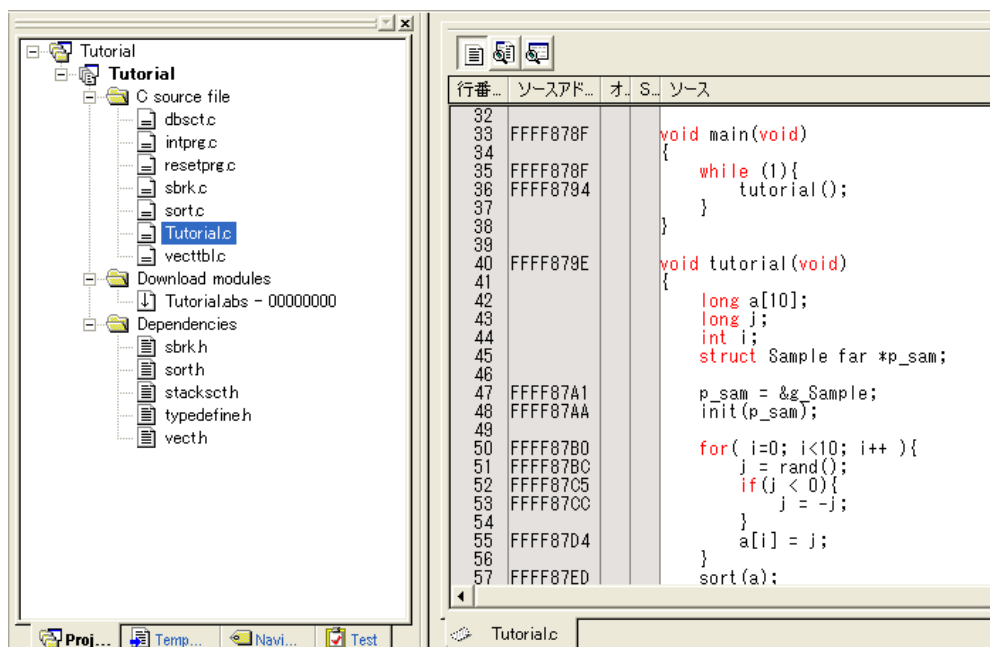 Tutorial
Tutorial
C source file
dbsct.c
intprg.c
resetprg.c
sbrk.c
sort.c
Tutorial.c
vecttbl.c
Download modules
Tutorial.abs - 00000000
Dependencies
sbrk.h
sort.h
stacksct.h
typedefine.h
vect.h
Proj... Temp... Navi... Test
行番... ソースアド... オ.. S.. ソース
32
33 FFFF878F void main(void)
34 {
35 FFFF878F while (1){
36 FFFF8794 tutorial();
37 }
38 }
39
40 FFFF879E void tutorial(void)
41 {
42 long a[10];
43 long j;
44 int i;
45 struct Sample far *p_sam;
46
47 FFFF87A1 p_sam = &g_Sample;
48 FFFF87AA init(p_sam);
49
50 FFFF87B0 for( i=0; i<10; i++ ){
51 FFFF87BC j = rand();
52 FFFF87C5 if(j < 0){
53 FFFF87CC j = -j;
54 }
55 FFFF87D4 a[i] = j;
56 }
57 FFFF87ED sort(a);
Tutorial.c